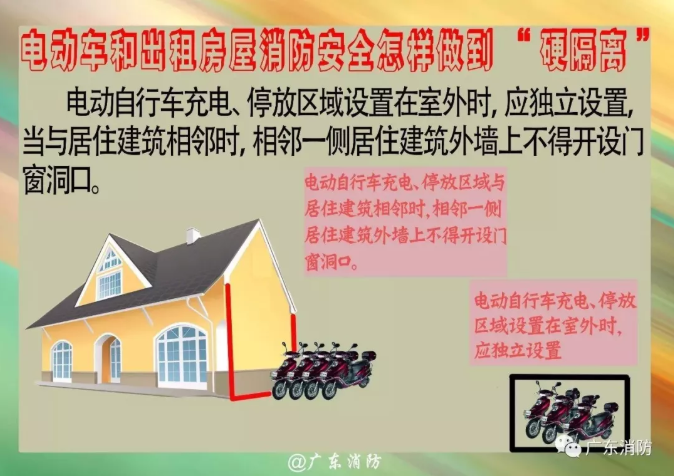 电动车和出租房屋消防安全怎样做到“硬隔离”
电动自行车充电、停放区域设置在室外时,应独立设置,
当与居住建筑相邻时,相邻一侧居住建筑外墙上不得开设门
窗洞口。
电动自行车充电、停放区域与
居住建筑相邻时,相邻一侧
居住建筑外墙上不得开设门
窗洞口。
电动自行车充电、停放
区域设置在室外时,
应独立设置
广东消防
@广东消防